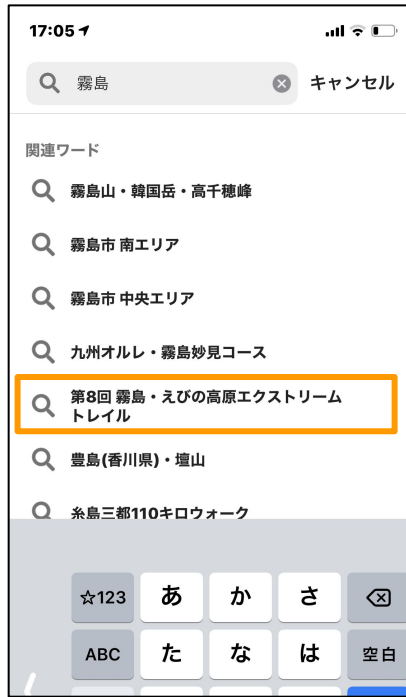 17:05
霧島
キャンセル
関連ワード
霧島山・韓国岳・高千穂峰
霧島市 南エリア
霧島市 中央エリア
九州オルレ・霧島妙見コース
第8回 霧島・えびの高原エクストリーム
トレイル
豊島(香川県)・壇山
糸島三都110キロウォーク
☆123 あ か さ
ABC た な は 空白